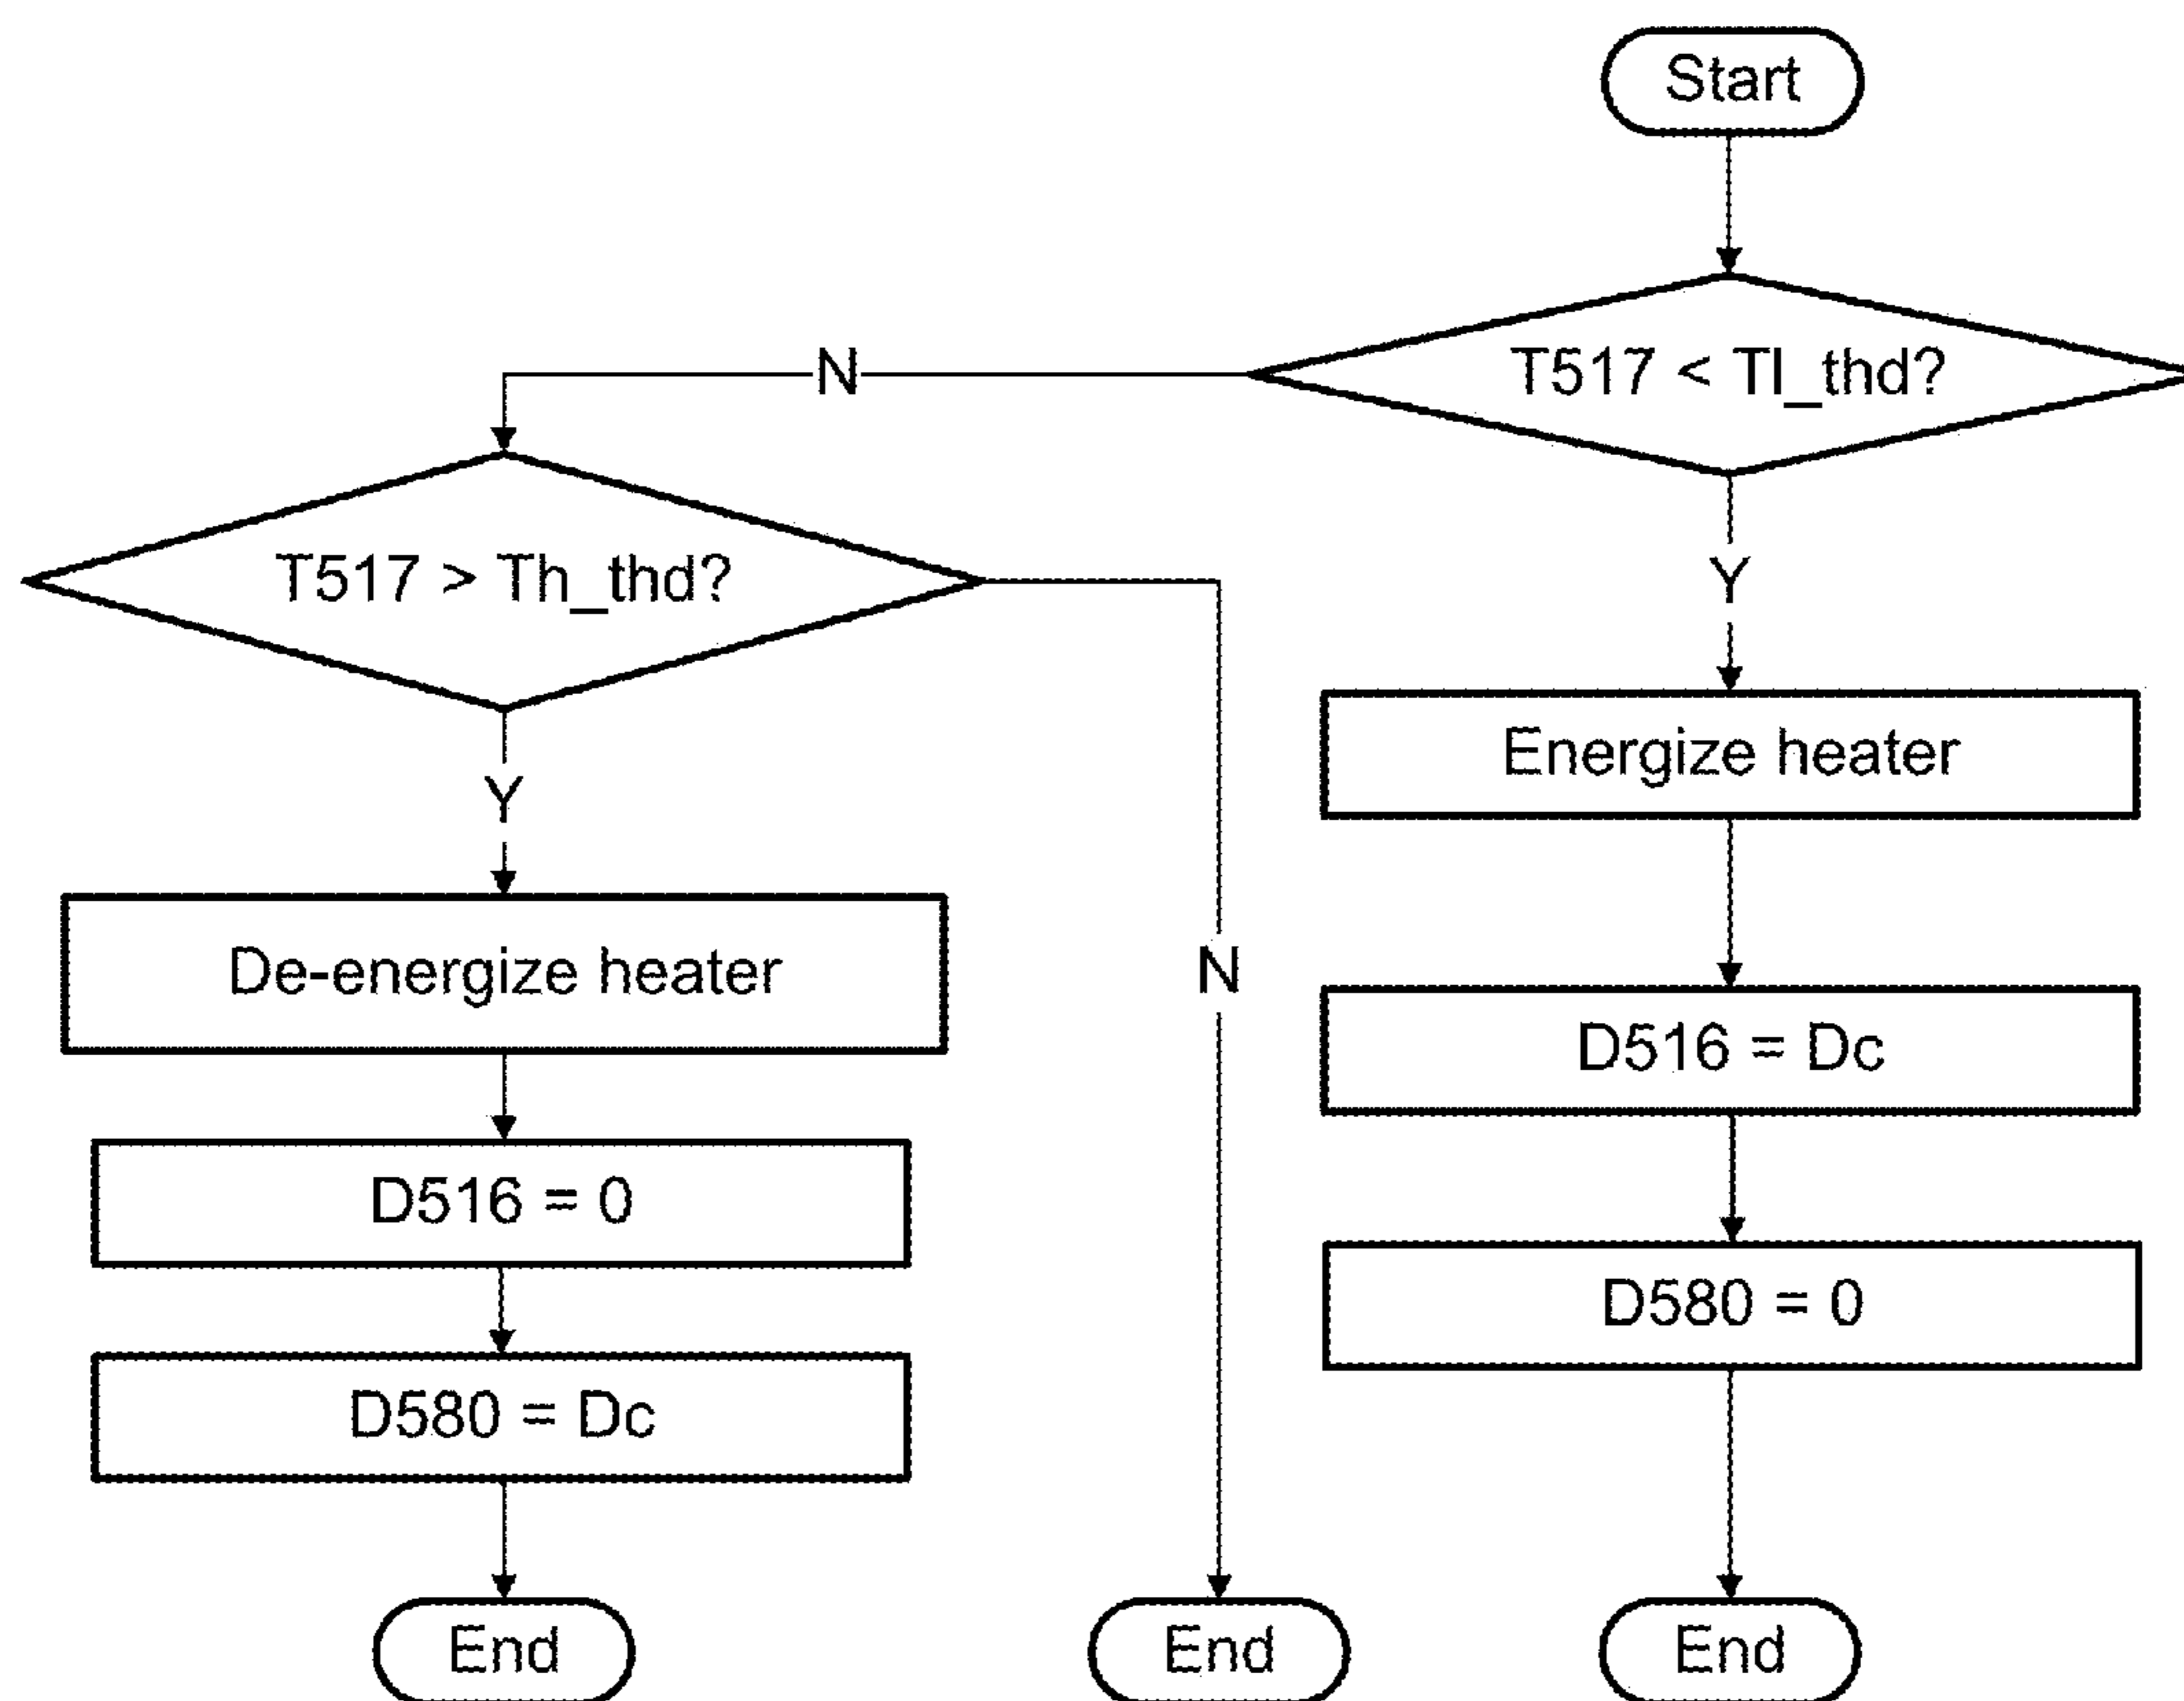 Start
T517 < Tl_thd?
N
T517 > Th_thd?
Y
Y
Energize heater
De-energize heater
N
D516 = Dc
D516 = 0
D580 = 0
D580 = Dc
End
End
End